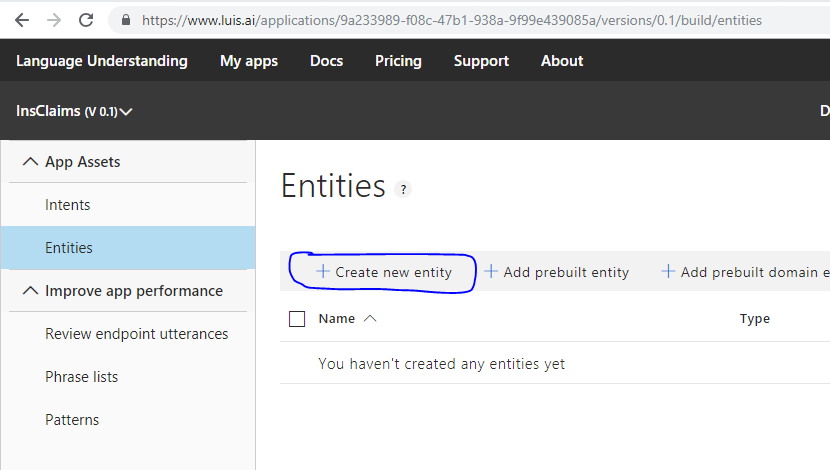 https://www.luis.ai/applications/9a233989-f08c-47b1-938a-9f99e439085a/versions/0.1/build/entities
Language Understanding My apps Docs Pricing Support About
InsClaims (V 0.1) D
App Assets
Intents
Entities
Improve app performance
Review endpoint utterances
Phrase lists
Patterns
Entities ?
+ Create new entity + Add prebuilt entity + Add prebuilt domain e
Name Type
You haven't created any entities yet